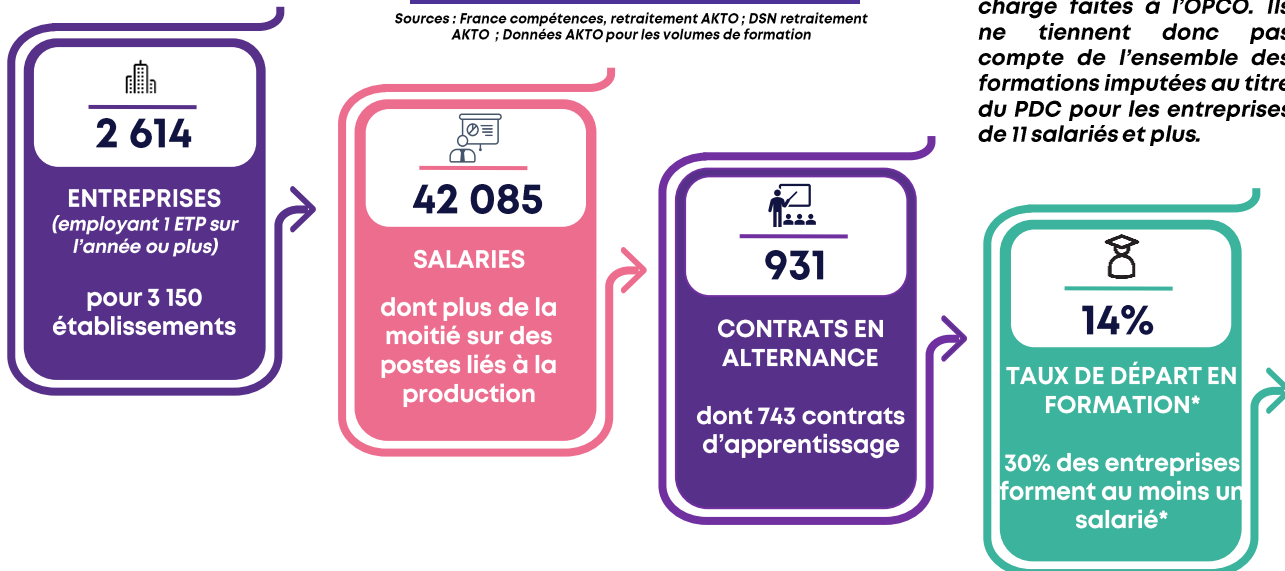 Sources : France compétences, retraitement AKTO ; DSN retraitement
AKTO ; Données AKTO pour les volumes de formation
charge faites à l’OPCO. Ils
ne tiennent donc pas
compte de l’ensemble des
formations imputées au titre
du PDC pour les entreprises
de 11 salariés et plus.
2 614
ENTREPRISES
(employant 1 ETP sur
l’année ou plus)
pour 3 150
établissements
42 085
SALARIES
dont plus de la
moitié sur des
postes liés à la
production
931
CONTRATS EN
ALTERNANCE
dont 743 contrats
d’apprentissage
14%
TAUX DE DÉPART EN
FORMATION*
30% des entreprises
forment au moins un
salarié*